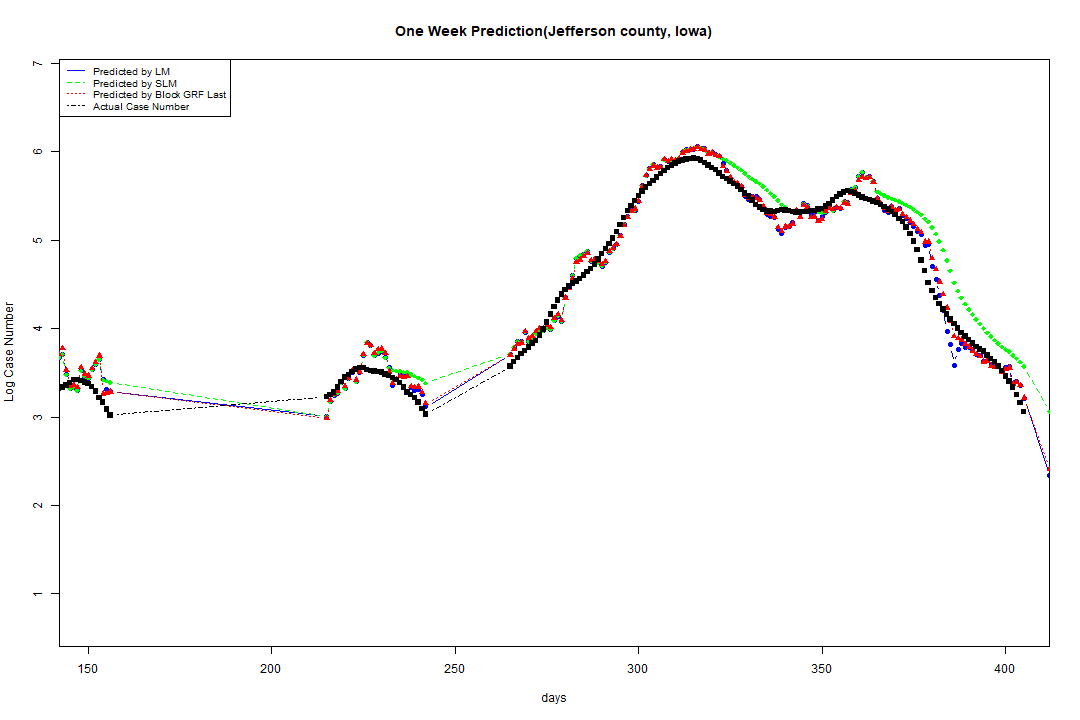 One Week Prediction(Jefferson county, Iowa)
Predicted by LM
Predicted by SLM
Predicted by Block GRF Last
Actual Case Number
7
6
5
4
3
2
1
Log Case Number
150 200 250 300 350 400
days